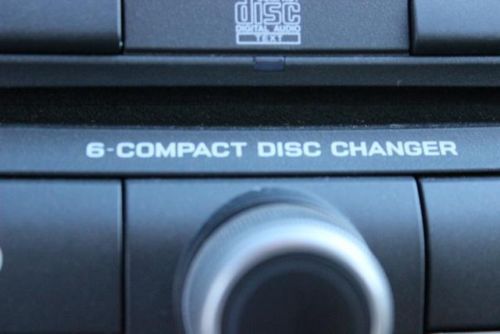 disc
DIGITAL AUDIO
TEXT
6-COMPACT DISC CHANGER